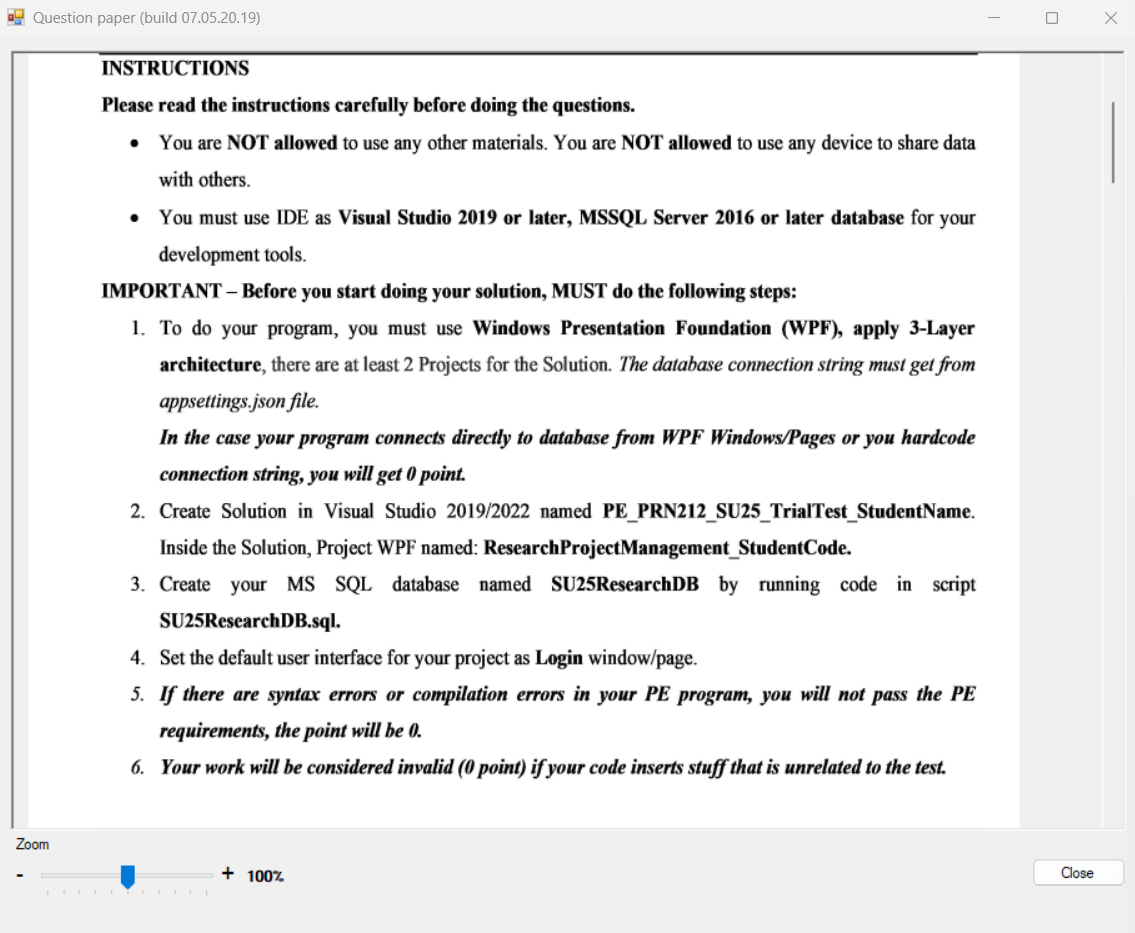 Question paper (build 07.05.20.19)
INSTRUCTIONS
Please read the instructions carefully before doing the questions.
• You are NOT allowed to use any other materials. You are NOT allowed to use any device to share data
with others.
• You must use IDE as Visual Studio 2019 or later, MSSQL Server 2016 or later database for your
development tools.
IMPORTANT – Before you start doing your solution, MUST do the following steps:
1. To do your program, you must use Windows Presentation Foundation (WPF), apply 3-Layer
architecture, there are at least 2 Projects for the Solution. The database connection string must get from
appsettings.json file.
In the case your program connects directly to database from WPF Windows/Pages or you hardcode
connection string, you will get 0 point.
2. Create Solution in Visual Studio 2019/2022 named PE_PRN212_SU25_TrialTest_StudentName.
Inside the Solution, Project WPF named: ResearchProjectManagement_StudentCode.
3. Create your MS SQL database named SU25ResearchDB by running code in script
SU25ResearchDB.sql.
4. Set the default user interface for your project as Login window/page.
5. If there are syntax errors or compilation errors in your PE program, you will not pass the PE
requirements, the point will be 0.
6. Your work will be considered invalid (0 point) if your code inserts stuff that is unrelated to the test.
Zoom
- + 100%
Close